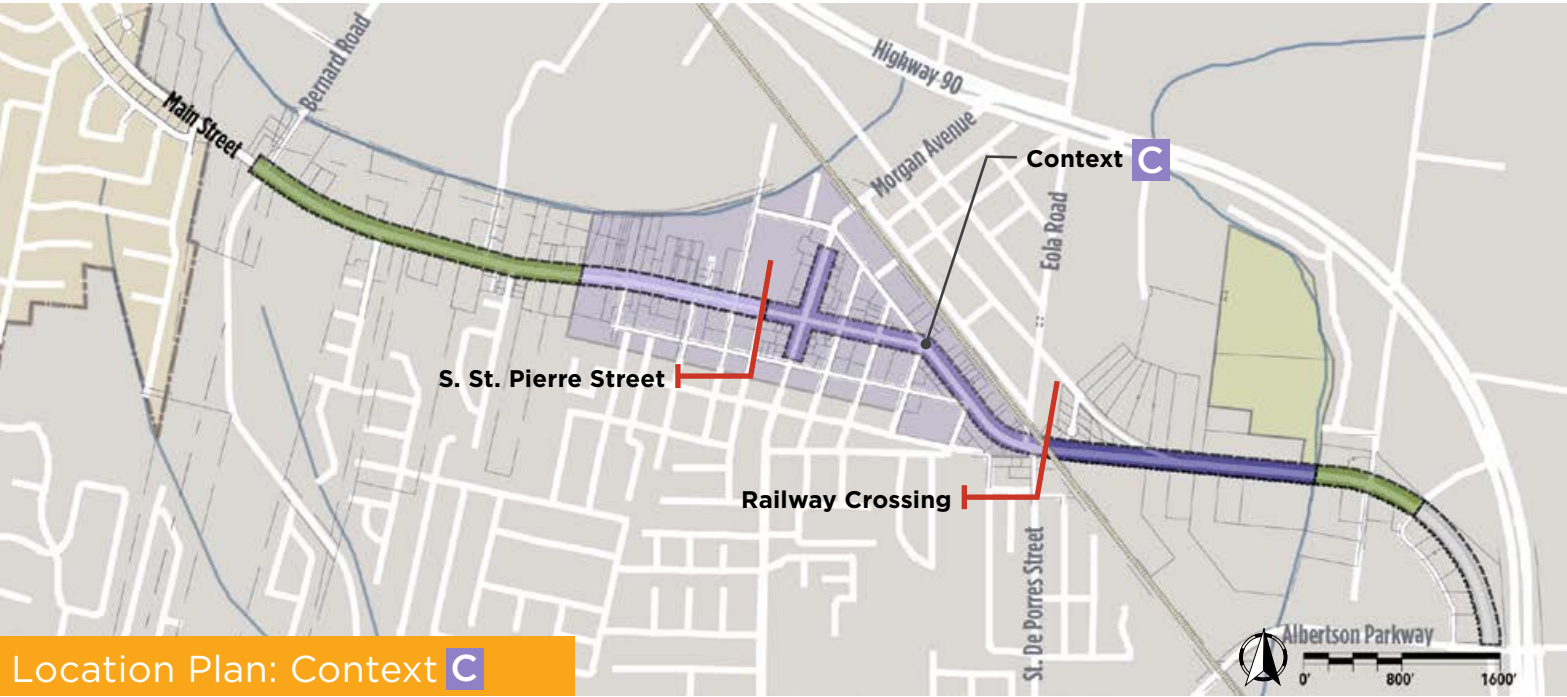 Bernard Road
Main Street
Highway 90
Morgan Avenue
Context C
Eola Road
S. St. Pierre Street
Railway Crossing
St. De Porres Street
Albertson Parkway
0' 800' 1600'
Location Plan: Context C